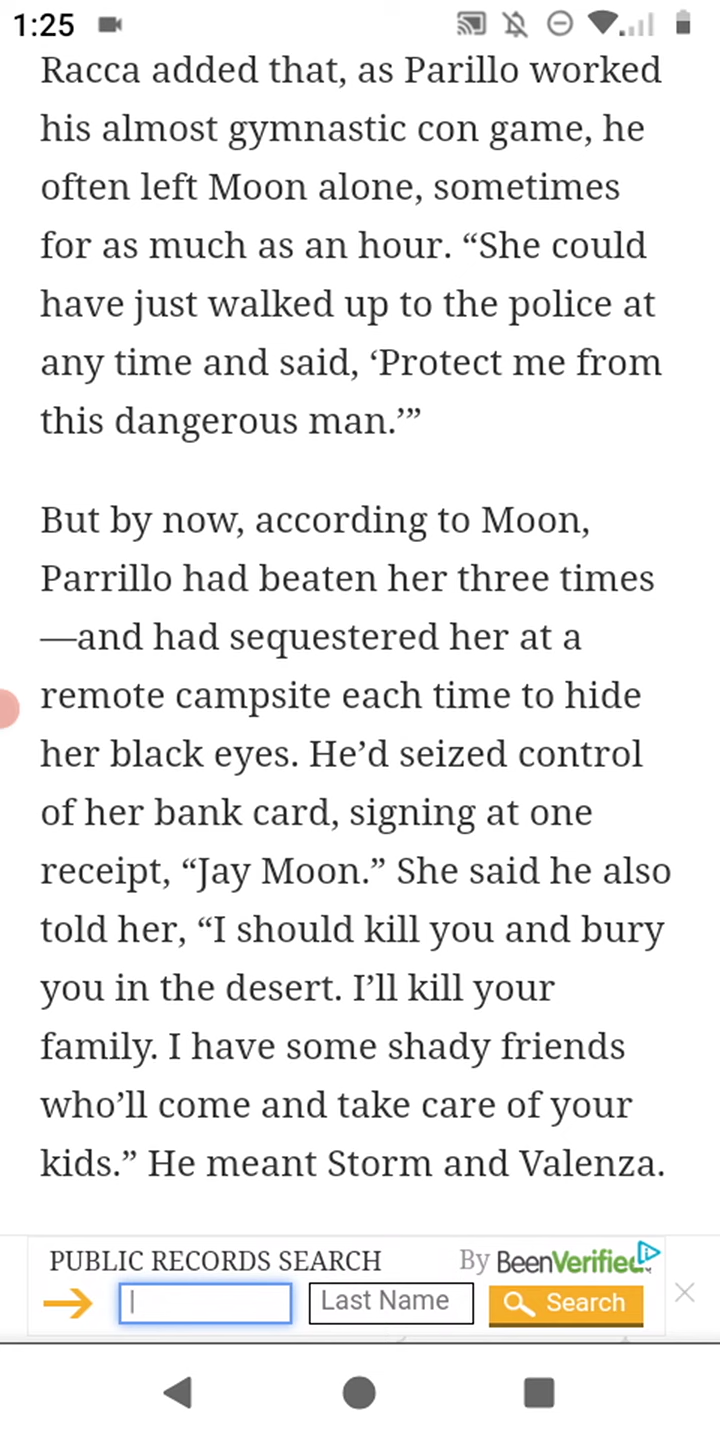 1:25
Racca added that, as Parillo worked
his almost gymnastic con game, he
often left Moon alone, sometimes
for as much as an hour. “She could
have just walked up to the police at
any time and said, ‘Protect me from
this dangerous man.’”
But by now, according to Moon,
Parrillo had beaten her three times
—and had sequestered her at a
remote campsite each time to hide
her black eyes. He’d seized control
of her bank card, signing at one
receipt, “Jay Moon.” She said he also
told her, “I should kill you and bury
you in the desert. I’ll kill your
family. I have some shady friends
who’ll come and take care of your
kids.” He meant Storm and Valenza.
PUBLIC RECORDS SEARCH By BeenVerified
Last Name Search